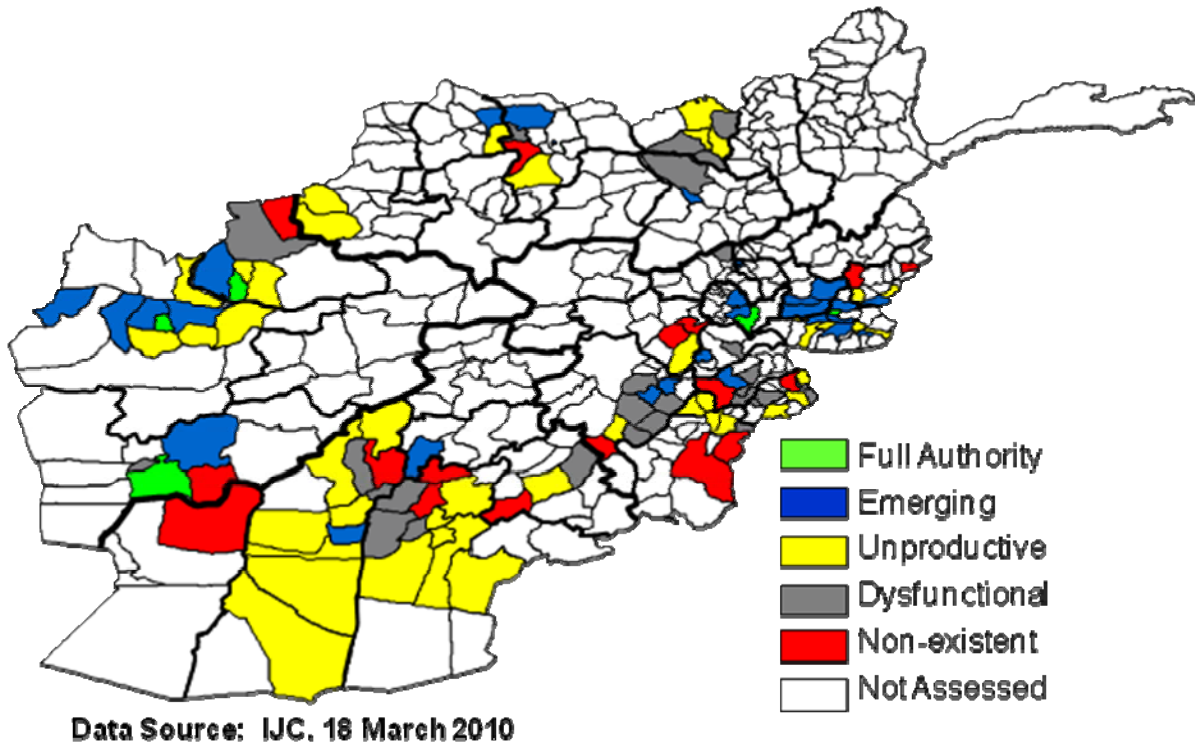 Full Authority
Emerging
Unproductive
Dysfunctional
Non-existent
Not Assessed
Data Source: IJC, 18 March 2010